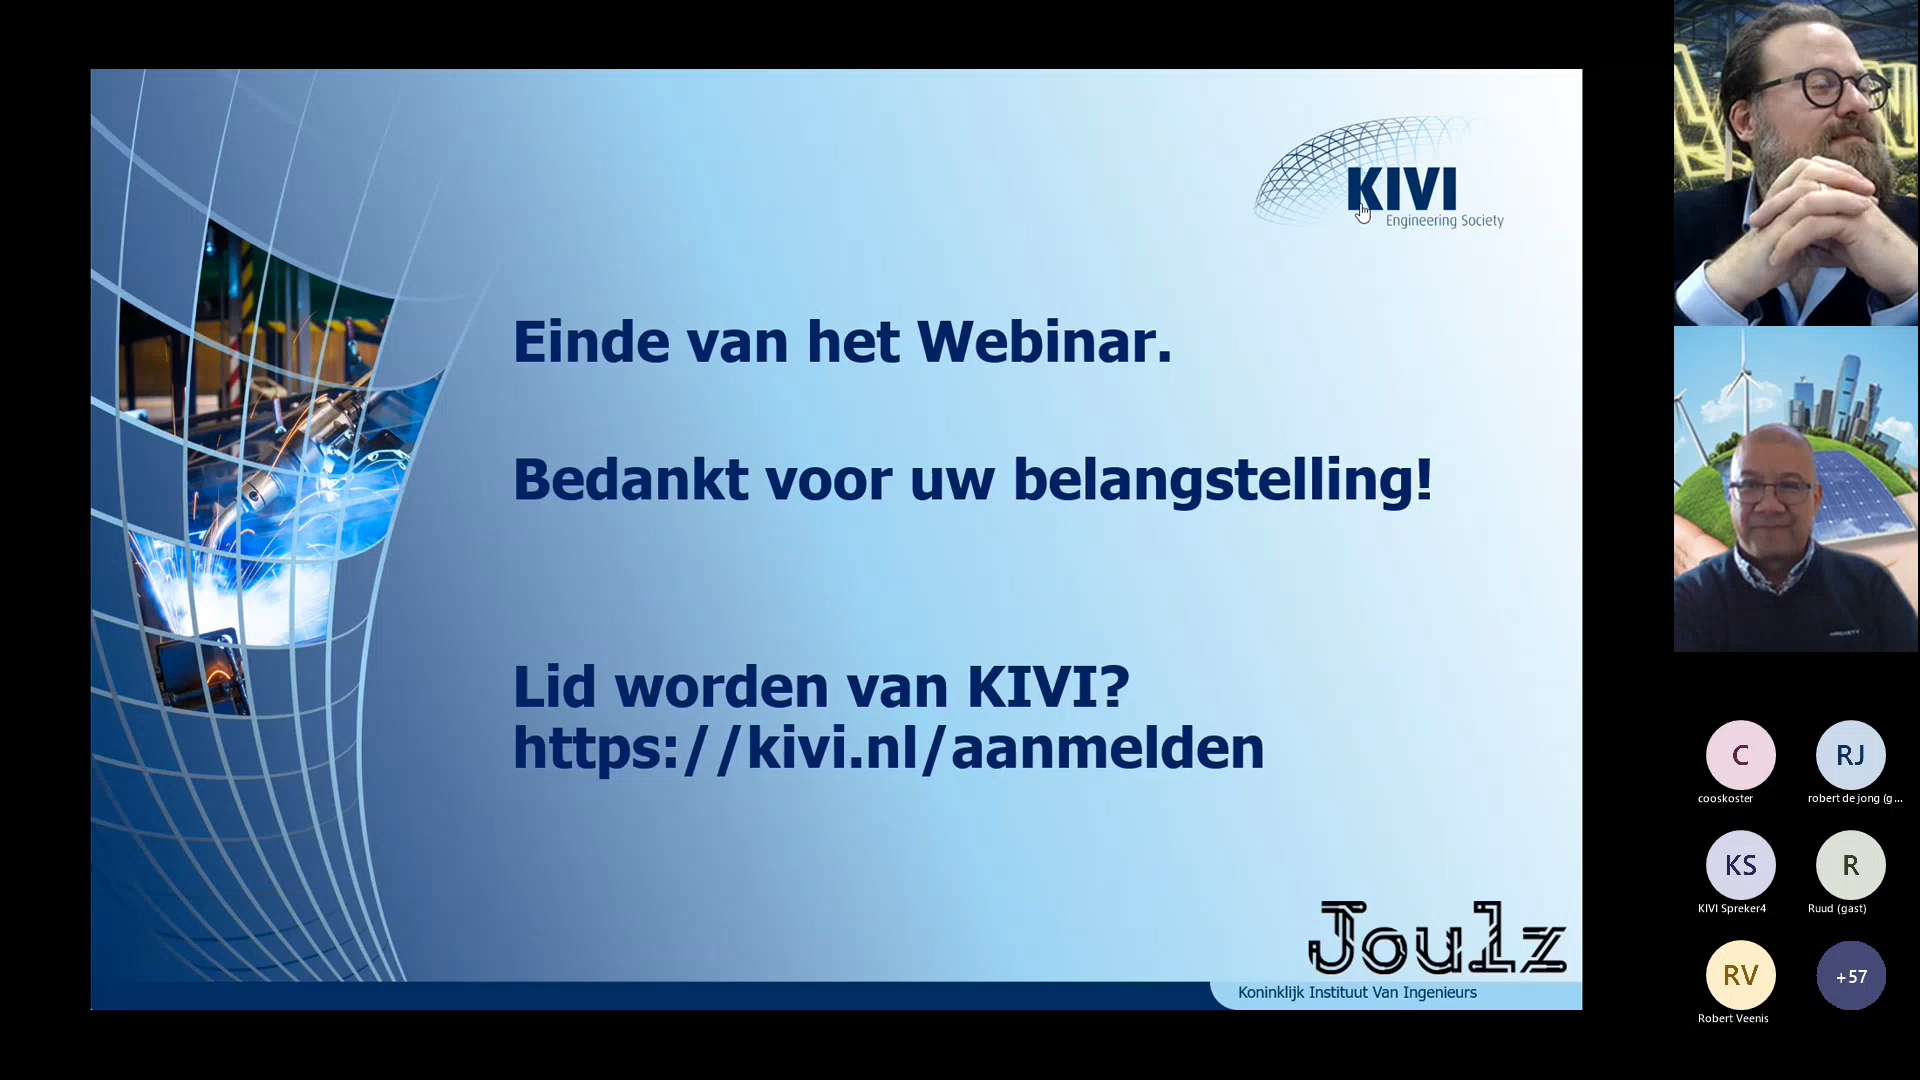 KIVI
Engineering Society
Einde van het Webinar.
Bedankt voor uw belangstelling!
Lid worden van KIVI?
https://kivi.nl/aanmelden
Joulz
Koninklijk Instituut Van Ingenieurs
C
RJ
cooskoster
robert de jong (g...
KS
R
KIVI Spreker4
Ruud (gast)
RV
+57
Robert Veenis